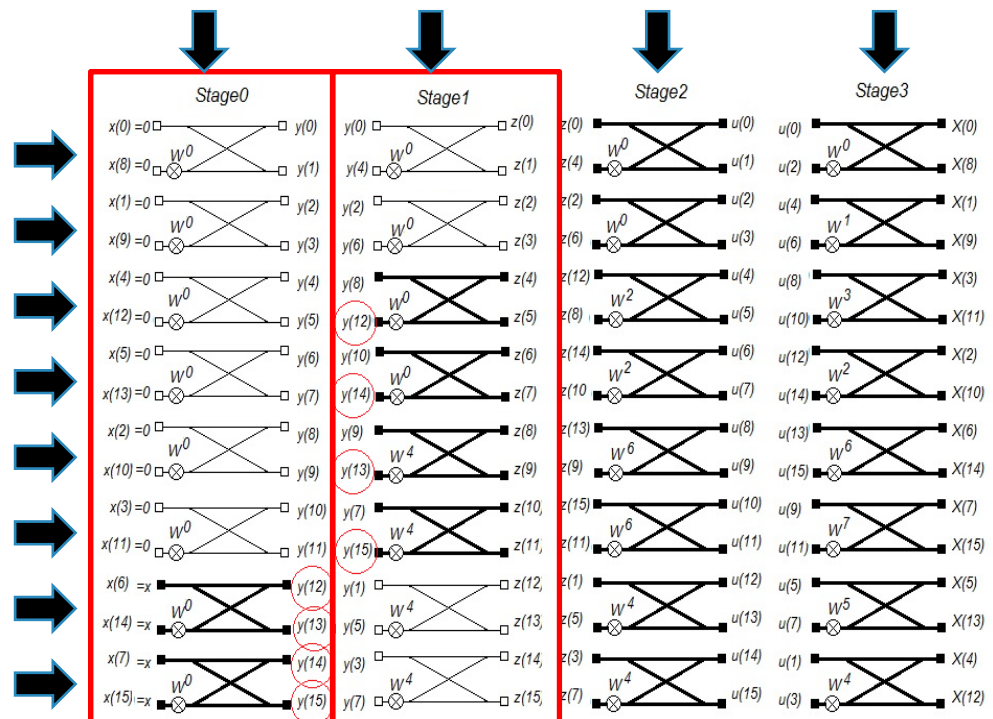 Stage0 Stage1 Stage2 Stage3
x(0) =0 y(0) y(0) z(0) z(0) u(0) u(0) X(0)
W0 W0 W0 W0
x(8) =0 y(1) y(4) z(1) z(4) u(1) u(2) X(8)
x(1) =0 y(2) y(2) z(2) z(2) u(2) u(4) X(1)
W0 W0 W0 W1
x(9) =0 y(3) y(6) z(3) z(6) u(3) u(6) X(9)
x(4) =0 y(4) y(8) z(4) z(12) u(4) u(8) X(3)
W0 W0 W2 W3
x(12) =0 y(5) y(12) z(5) z(8) u(5) u(10) X(11)
x(5) =0 y(6) y(10) z(6) z(14) u(6) u(12) X(2)
W0 W0 W2 W2
x(13)=0 y(7) y(14) z(7) z(10 u(7) u(14) X(10)
x(2) =0 y(8) y(9) z(8) z(13) u(8) u(13) X(6)
W0 W4 W6 W6
x(10)=0 y(9) y(13) z(9) z(9) u(9) u(15) X(14)
x(3) =0 y(10) y(7) z(10) z(15) u(10) u(9) X(7)
W0 W4 W6 W7
x(11)=0 y(11) y(15) z(11) z(11) u(11) u(11) X(15)
x(6) =x y(12) y(1) z(12) z(1) u(12) u(5) X(5)
W0 W4 W4 W5
x(14) =x y(13) y(5) z(13) z(5) u(13) u(7) X(13)
x(7) =x y(14) y(3) z(14) z(3) u(14) u(1) X(4)
W0 W4 W4 W4
x(15)=x y(15) y(7) z(15) z(7) u(15) u(3) X(12)